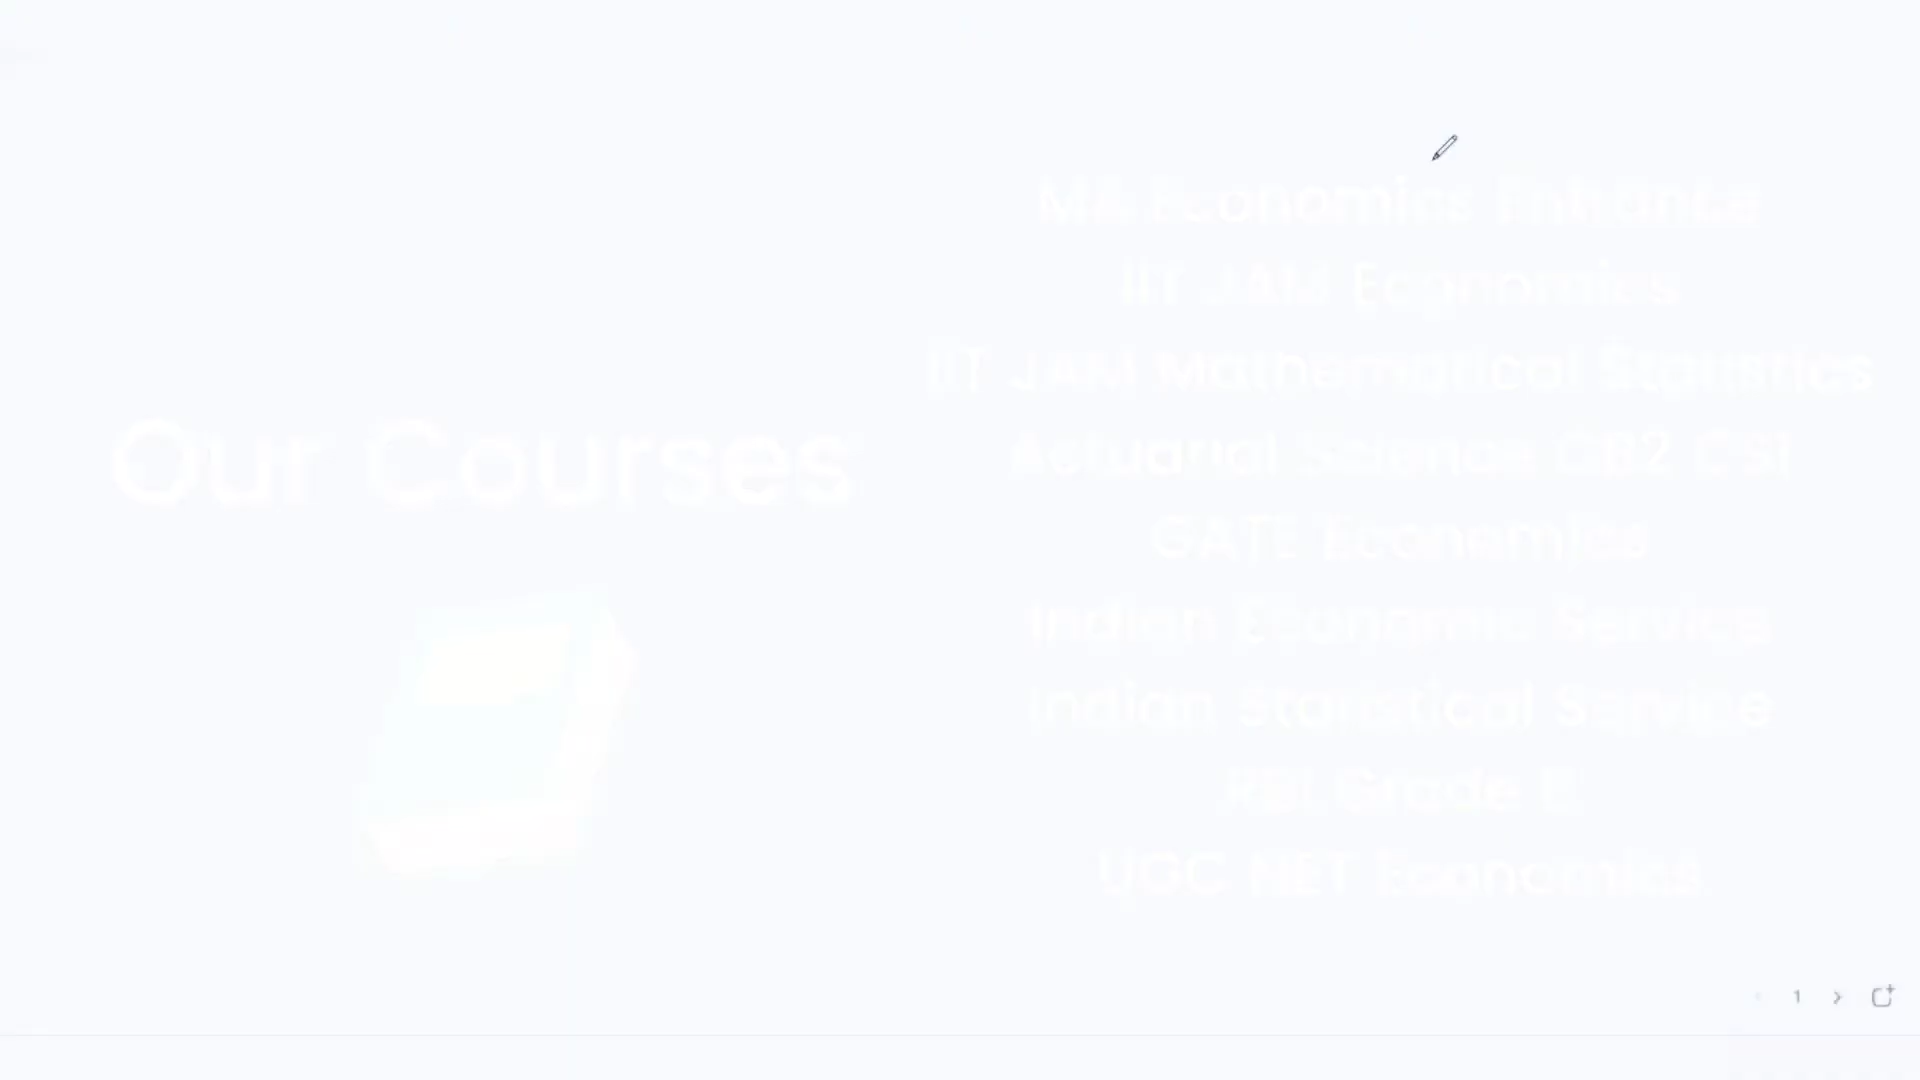 Our Courses
MA Economics Entrance
IIT JAM Economics
IIT JAM Mathematical Statistics
Actuarial Science CB2 CS1
GATE Economics
Indian Economic Service
Indian Statistical Service
RBI Grade B
UGC NET Economics
1